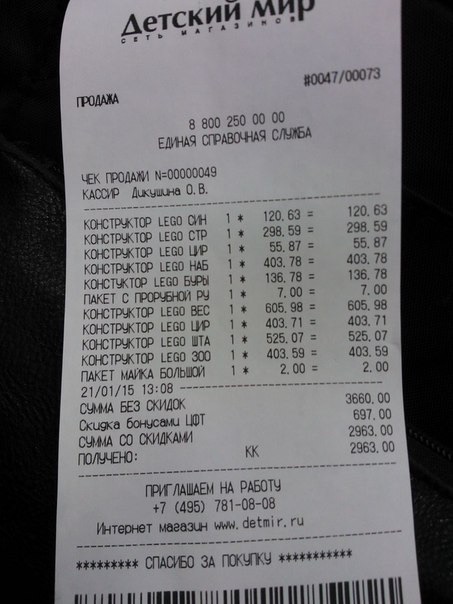 Детский мир
СЕТЬ МАГАЗИНОВ
#0047/00073
ПРОДАЖА
8 800 250 00 00
ЕДИНАЯ СПРАВОЧНАЯ СЛУЖБА
ЧЕК ПРОДАЖИ N=00000049
КАССИР Дикушина О.В.
КОНСТРУКТОР LEGO СИН 1 * 120.63 = 120.63
КОНСТРУКТОР LEGO СТР 1 * 298.59 = 298.59
КОНСТРУКТОР LEGO ЦИР 1 * 55.87 = 55.87
КОНСТРУКТОР LEGO НАБ 1 * 403.78 = 403.78
КОНСТУКТОР LEGO БУРЫ 1 * 136.78 = 136.78
ПАКЕТ С ПРОРУБНОЙ РУ 1 * 7.00 = 7.00
КОНСТРУКТОР LEGO ВЕС 1 * 605.98 = 605.98
КОНСТРУКТОР LEGO ЦИР 1 * 403.71 = 403.71
КОНСТРУКТОР LEGO ШТА 1 * 525.07 = 525.07
КОНСТРУКТОР LEGO ЗОО 1 * 403.59 = 403.59
ПАКЕТ МАЙКА БОЛЬШОЙ 1 * 2.00 = 2.00
21/01/15 13:08
СУММА БЕЗ СКИДОК 3660.00
Скидка бонусами ЦФТ 697.00
СУММА СО СКИДКАМИ 2963.00
ПОЛУЧЕНО: КК 2963.00
ПРИГЛАШАЕМ НА РАБОТУ
+7 (495) 781-08-08
Интернет магазин www.detmir.ru
********* СПАСИБО ЗА ПОКУПКУ ***********